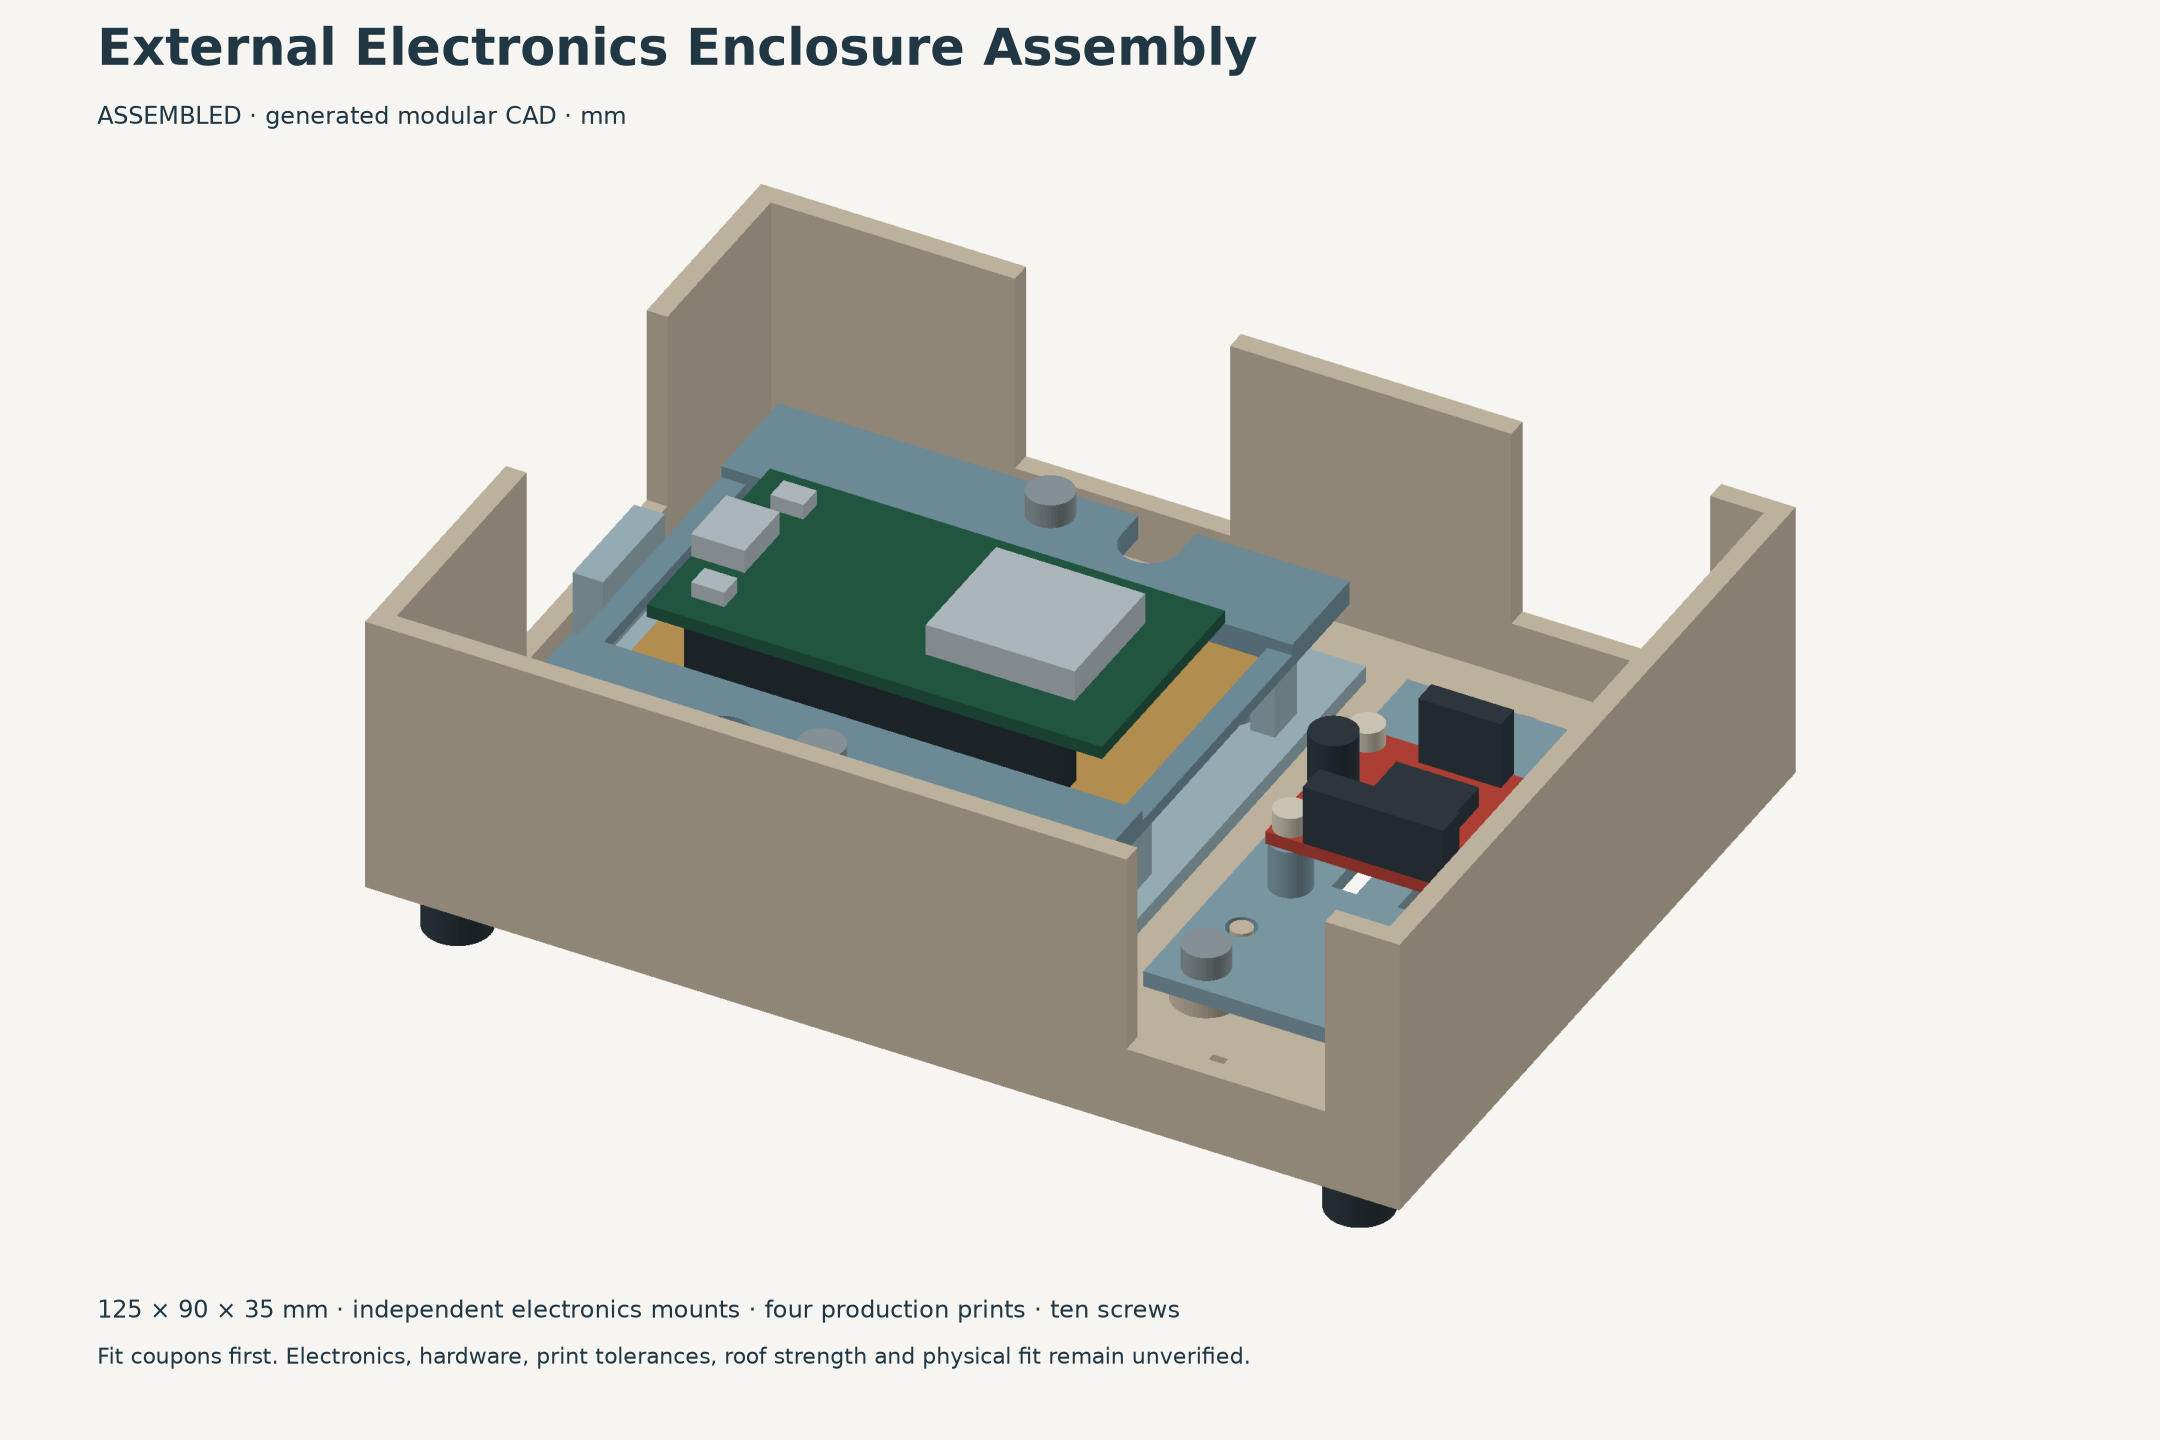 External Electronics Enclosure Assembly
ASSEMBLED · generated modular CAD · mm
125 × 90 × 35 mm · independent electronics mounts · four production prints · ten screws
Fit coupons first. Electronics, hardware, print tolerances, roof strength and physical fit remain unverified.